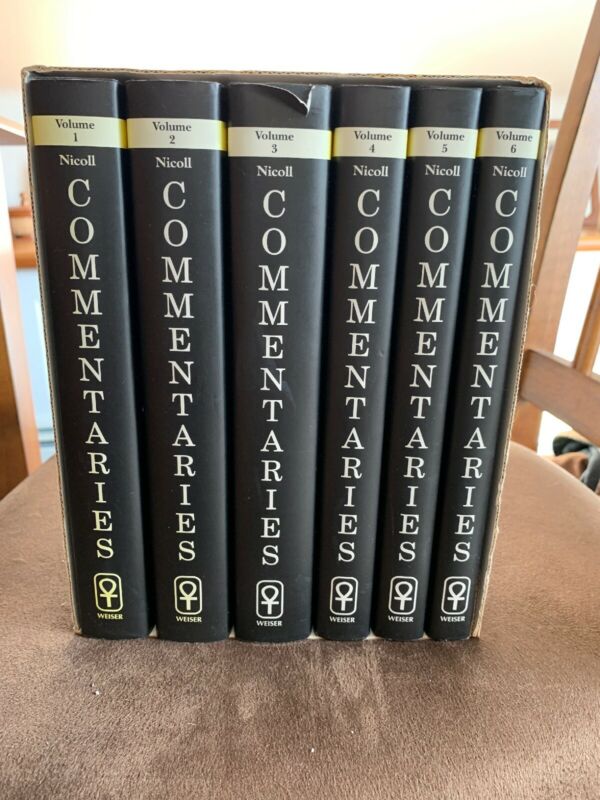 Volume
1
Nicoll
COMMENTARIES
WEISER
Volume
2
Nicoll
COMMENTARIES
WEISER
Volume
3
Nicoll
COMMENTARIES
WEISER
Volume
4
Nicoll
COMMENTARIES
WEISER
Volume
5
Nicoll
COMMENTARIES
WEISER
Volume
6
Nicoll
COMMENTARIES
WEISER